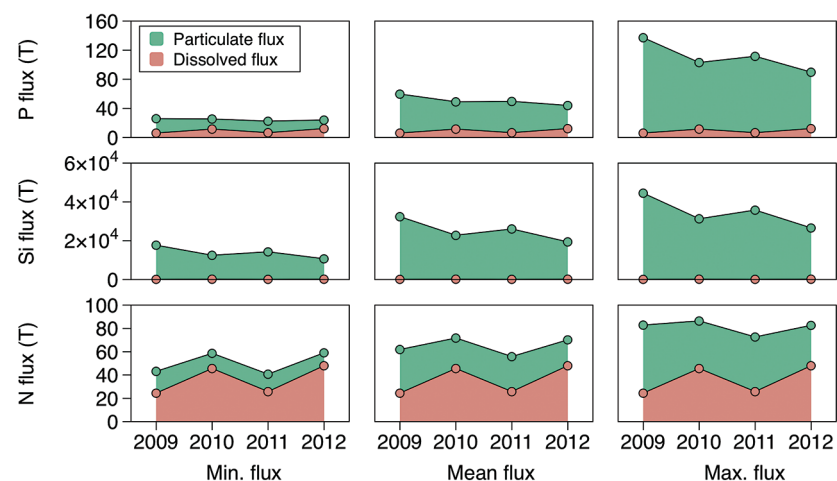 P flux (T)
160
120
80
40
0
Particulate flux
Dissolved flux
Si flux (T)
6×10⁴
4×10⁴
2×10⁴
0
N flux (T)
100
80
60
40
20
0
2009 2010 2011 2012 2009 2010 2011 2012 2009 2010 2011 2012
Min. flux Mean flux Max. flux